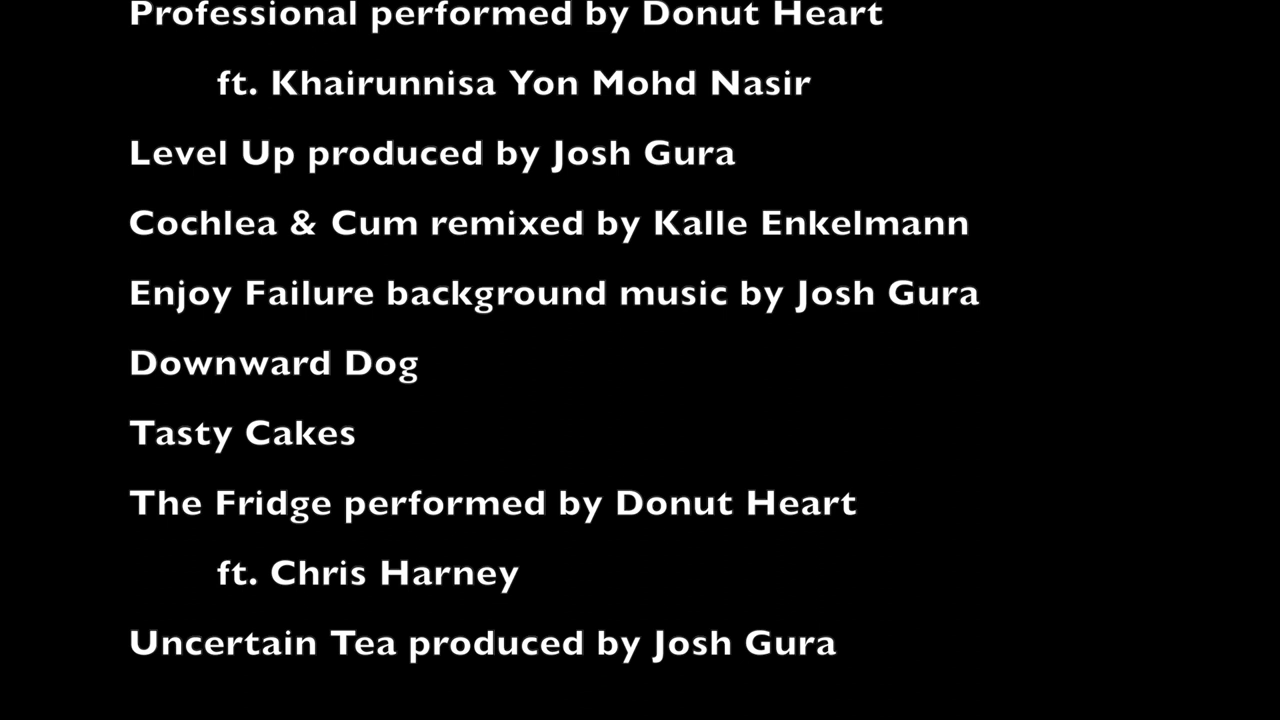 Professional performed by Donut Heart
ft. Khairunnisa Yon Mohd Nasir
Level Up produced by Josh Gura
Cochlea & Cum remixed by Kalle Enkelmann
Enjoy Failure background music by Josh Gura
Downward Dog
Tasty Cakes
The Fridge performed by Donut Heart
ft. Chris Harney
Uncertain Tea produced by Josh Gura